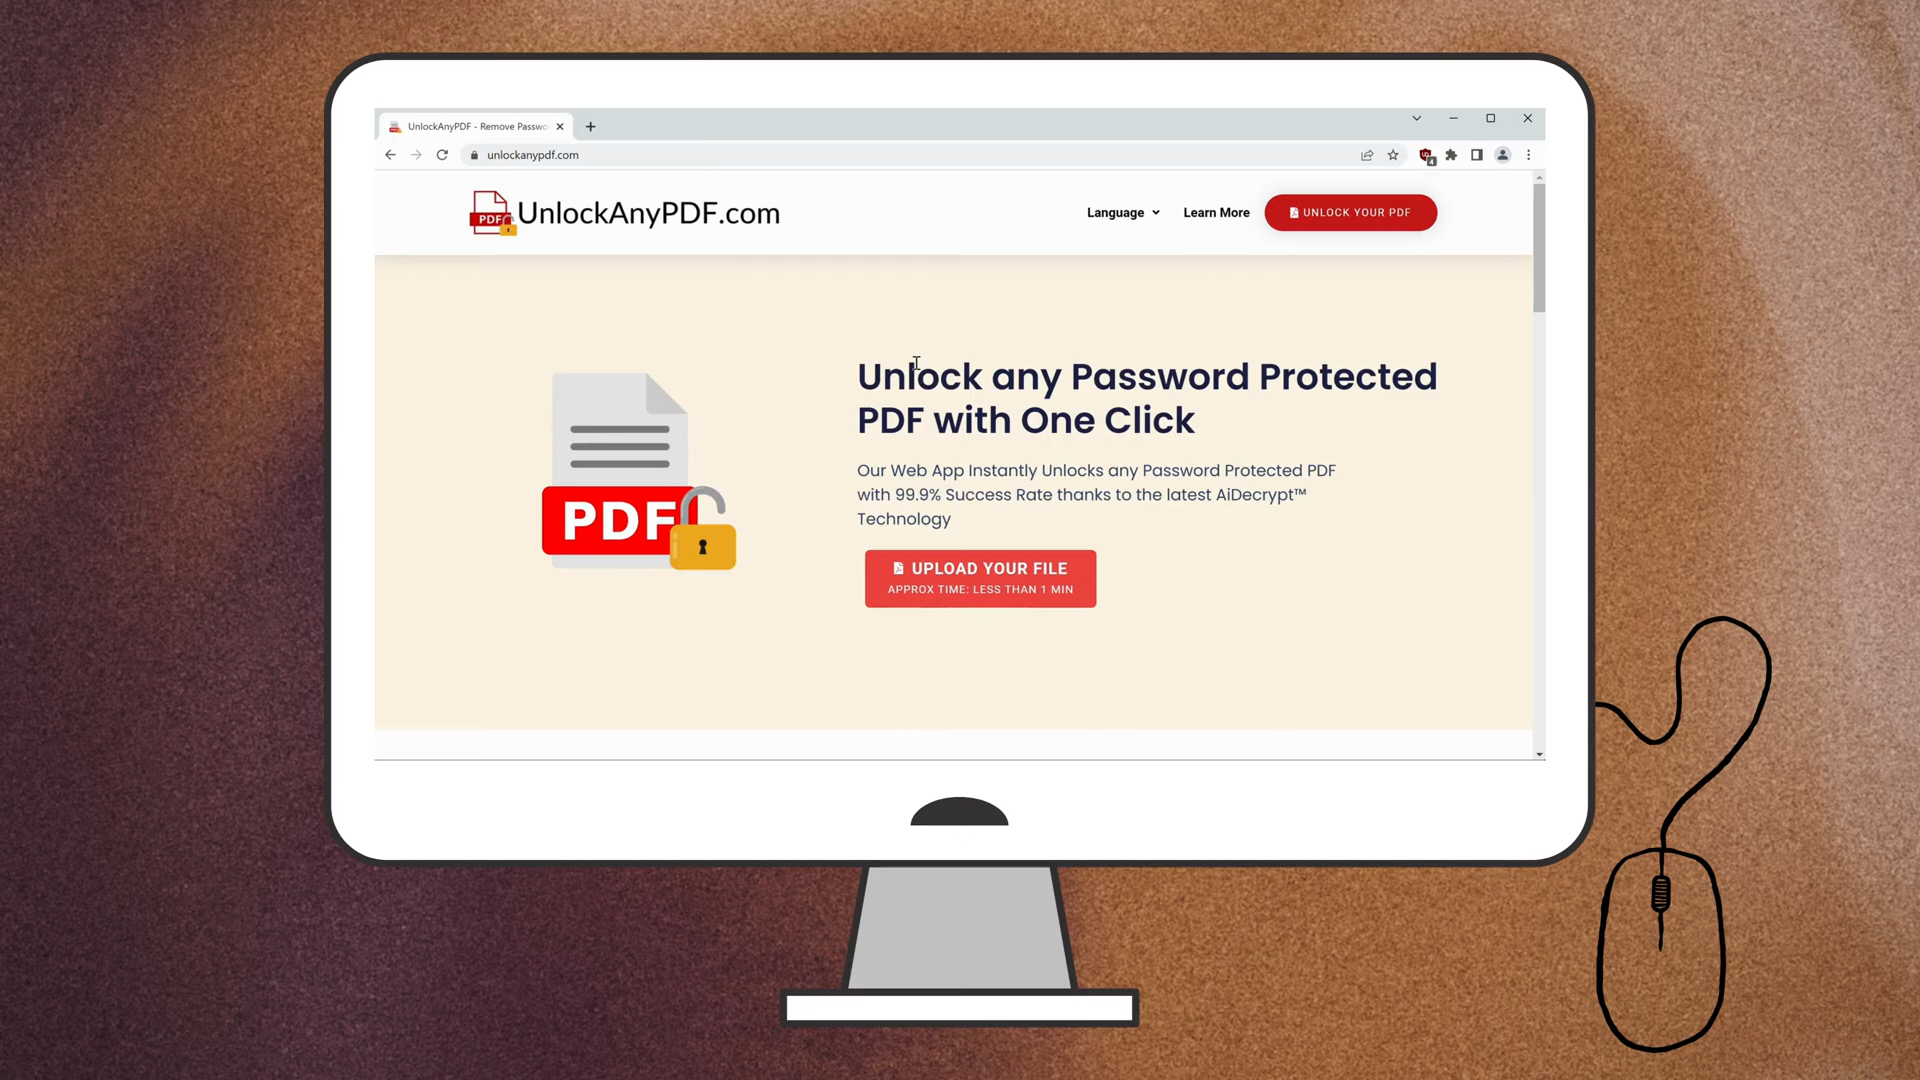 UnlockAnyPDF - Remove Passwo
unlockanypdf.com
4
PDF
UnlockAnyPDF.com
Language
Learn More
UNLOCK YOUR PDF
Unlock any Password Protected
PDF with One Click
Our Web App Instantly Unlocks any Password Protected PDF
with 99.9% Success Rate thanks to the latest AiDecrypt™
Technology
PDF
UPLOAD YOUR FILE
APPROX TIME: LESS THAN 1 MIN